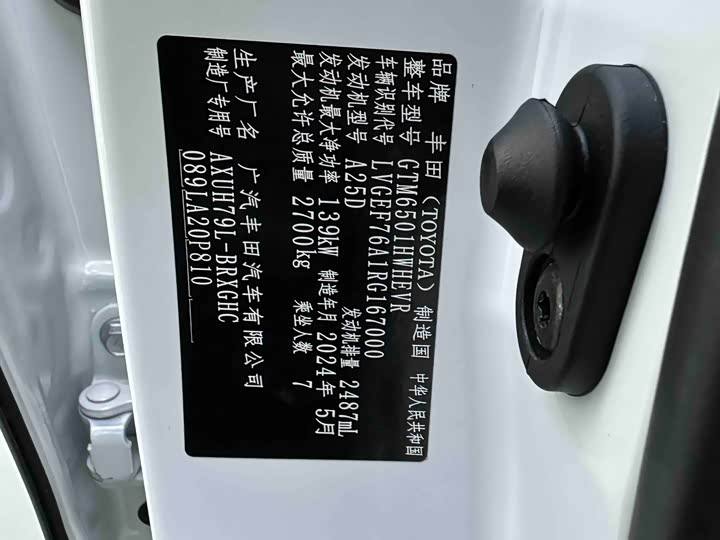 品牌 丰田（TOYOTA） 制造国 中华人民共和国
整车型号 GTM6501HWHEVR
车辆识别代号 LVGEF76A1RG167000
发动机型号 A25D 发动机排量 2487mL
发动机最大净功率 139kW 制造年月 2024年 5月
最大允许总质量 2700kg 乘坐人数 7
生产厂名 广汽丰田汽车有限公司
制造厂专用号 AXUH79L-BRXGHC
089LA20P810